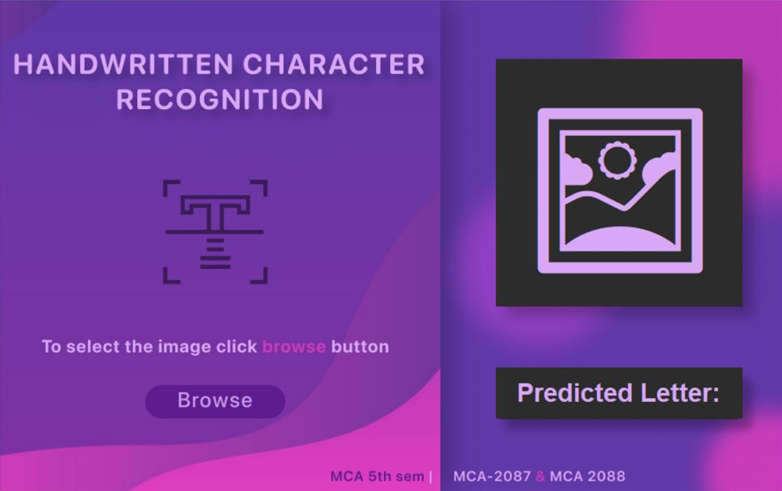 HANDWRITTEN CHARACTER
RECOGNITION
To select the image click browse button
Browse
MCA 5th sem |
Predicted Letter:
MCA-2087 & MCA 2088